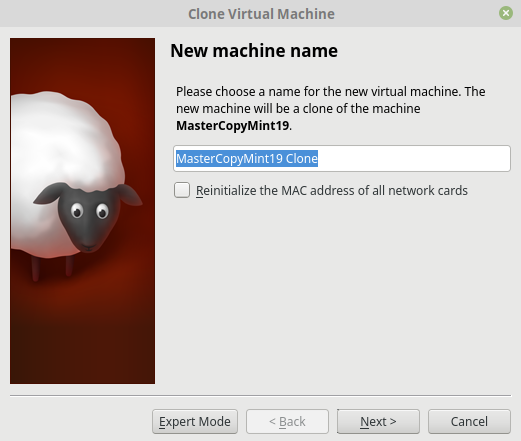 Clone Virtual Machine
New machine name
Please choose a name for the new virtual machine. The
new machine will be a clone of the machine
MasterCopyMint19.
MasterCopyMint19 Clone
Reinitialize the MAC address of all network cards
Expert Mode
< Back
Next >
Cancel